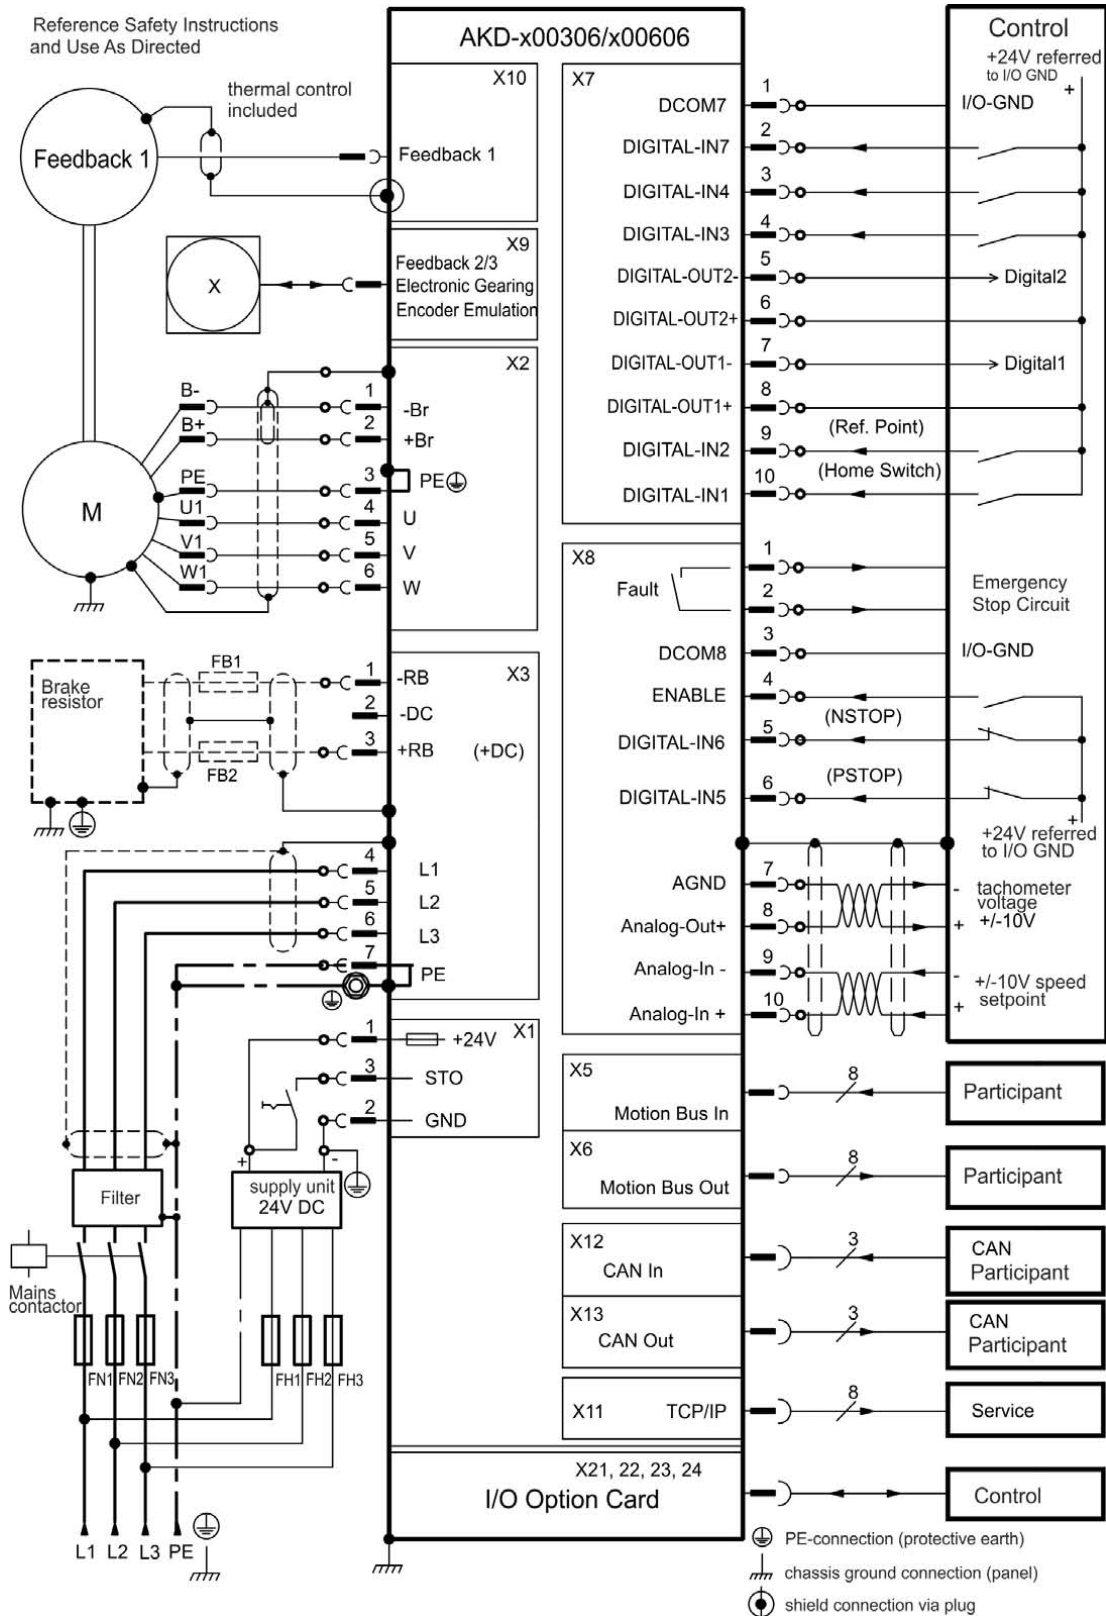 Reference Safety Instructions
and Use As Directed
AKD-x00306/x00606
Control
+24V referred
to I/O GND
+
thermal control
included
Feedback 1
X10
Feedback 1
X9
Feedback 2/3
Electronic Gearing
Encoder Emulation
X
X2
B-
1
-Br
B+
2
+Br
PE
3
PE
U1
4
U
V1
5
V
W1
6
W
M
X3
Brake
resistor
FB1
FB2
1
-RB
2
-DC
3
+RB
(+DC)
4
L1
5
L2
6
L3
7
PE
X1
1
+24V
3
STO
2
GND
+
-
supply unit
24V DC
Filter
Mains
contactor
FN1
FN2
FN3
FH1
FH2
FH3
L1
L2
L3
PE
X7
DCOM7
1
I/O-GND
DIGITAL-IN7
2
DIGITAL-IN4
3
DIGITAL-IN3
4
DIGITAL-OUT2-
5
Digital2
DIGITAL-OUT2+
6
DIGITAL-OUT1-
7
Digital1
DIGITAL-OUT1+
8
DIGITAL-IN2
9
(Ref. Point)
DIGITAL-IN1
10
(Home Switch)
X8
Fault
1
2
Emergency
Stop Circuit
DCOM8
3
I/O-GND
ENABLE
4
DIGITAL-IN6
5
(NSTOP)
DIGITAL-IN5
6
(PSTOP)
+
+24V referred
to I/O GND
AGND
7
-
tachometer
voltage
+/-10V
Analog-Out+
8
+
Analog-In -
9
-
+/-10V speed
setpoint
Analog-In +
10
+
X5
Motion Bus In
8
Participant
X6
Motion Bus Out
8
Participant
X12
CAN In
3
CAN
Participant
X13
CAN Out
3
CAN
Participant
X11
TCP/IP
8
Service
X21, 22, 23, 24
I/O Option Card
Control
PE-connection (protective earth)
chassis ground connection (panel)
shield connection via plug